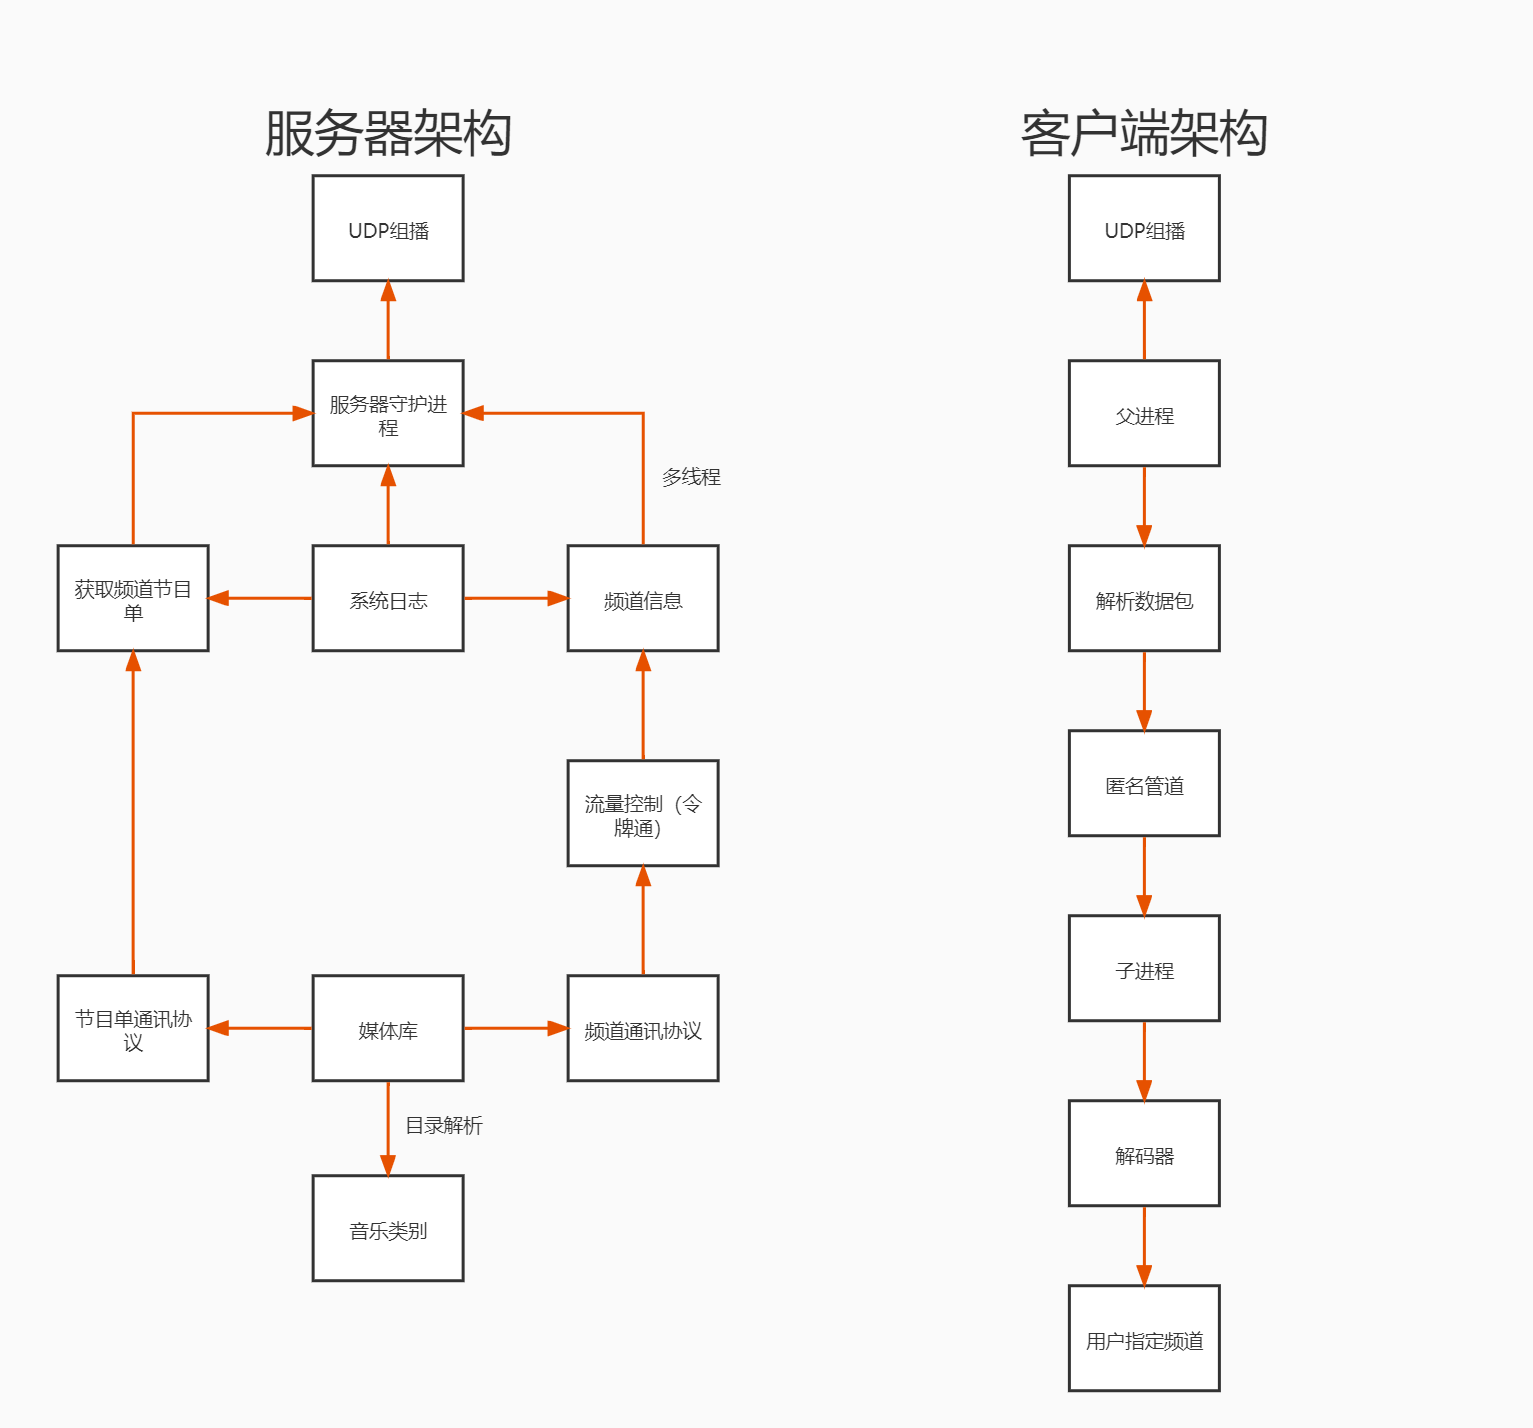 服务器架构
UDP组播
服务器守护进
程
多线程
获取频道节目
单
系统日志
频道信息
流量控制（令
牌通）
节目单通讯协
议
媒体库
频道通讯协议
目录解析
音乐类别
客户端架构
UDP组播
父进程
解析数据包
匿名管道
子进程
解码器
用户指定频道